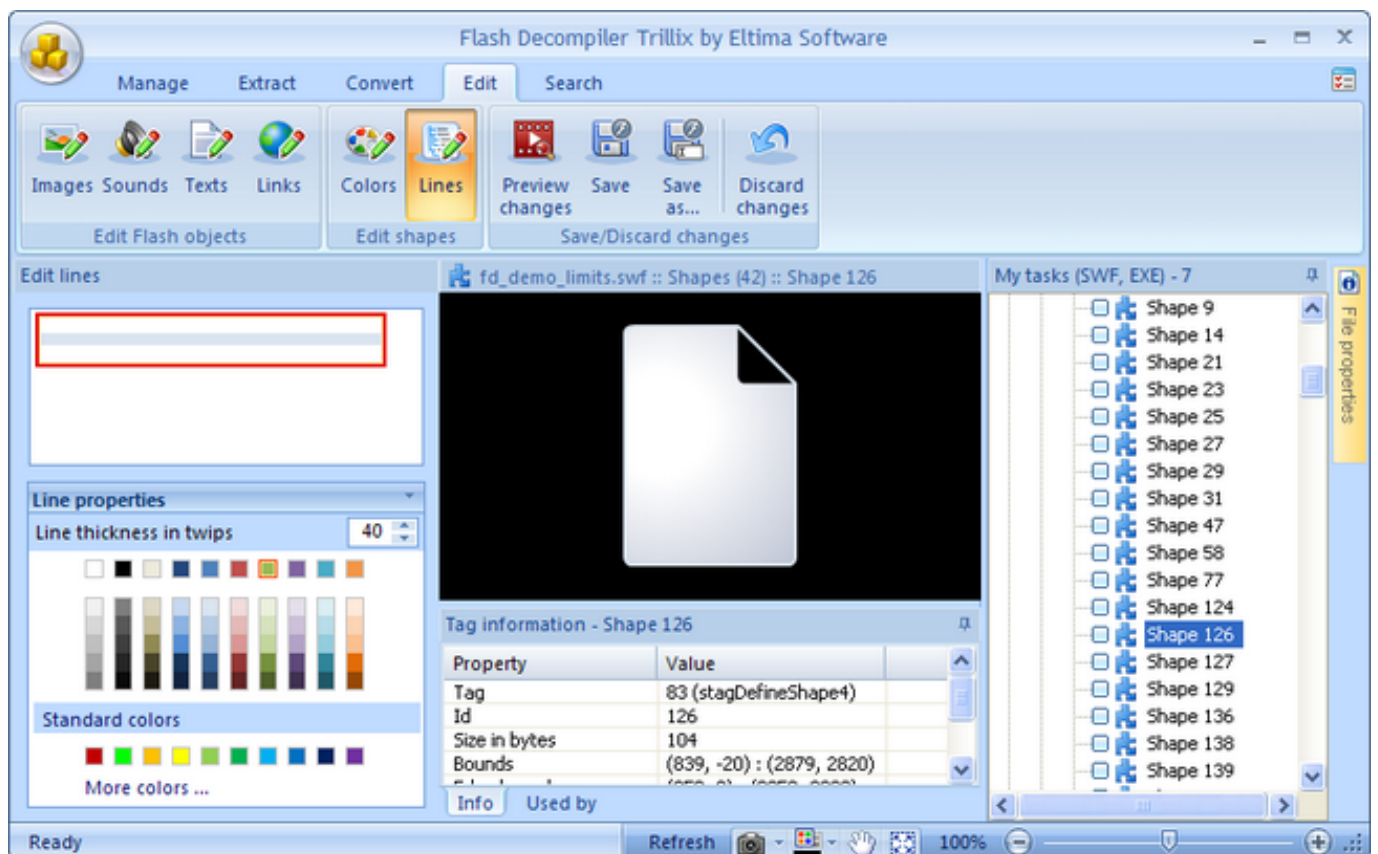 Flash Decompiler Trillix by Eltima Software
Manage Extract Convert Edit Search
Images Sounds Texts Links Colors Lines Preview changes Save Save as... Discard changes
Edit Flash objects Edit shapes Save/Discard changes
Edit lines
Line properties
Line thickness in twips 40
Standard colors
More colors ...
fd_demo_limits.swf :: Shapes (42) :: Shape 126
Tag information - Shape 126
Property Value
Tag 83 (stagDefineShape4)
Id 126
Size in bytes 104
Bounds (839, -20) : (2879, 2820)
Info Used by
My tasks (SWF, EXE) - 7
Shape 9
Shape 14
Shape 21
Shape 23
Shape 25
Shape 27
Shape 29
Shape 31
Shape 47
Shape 58
Shape 77
Shape 124
Shape 126
Shape 127
Shape 129
Shape 136
Shape 138
Shape 139
File properties
Ready Refresh 100%